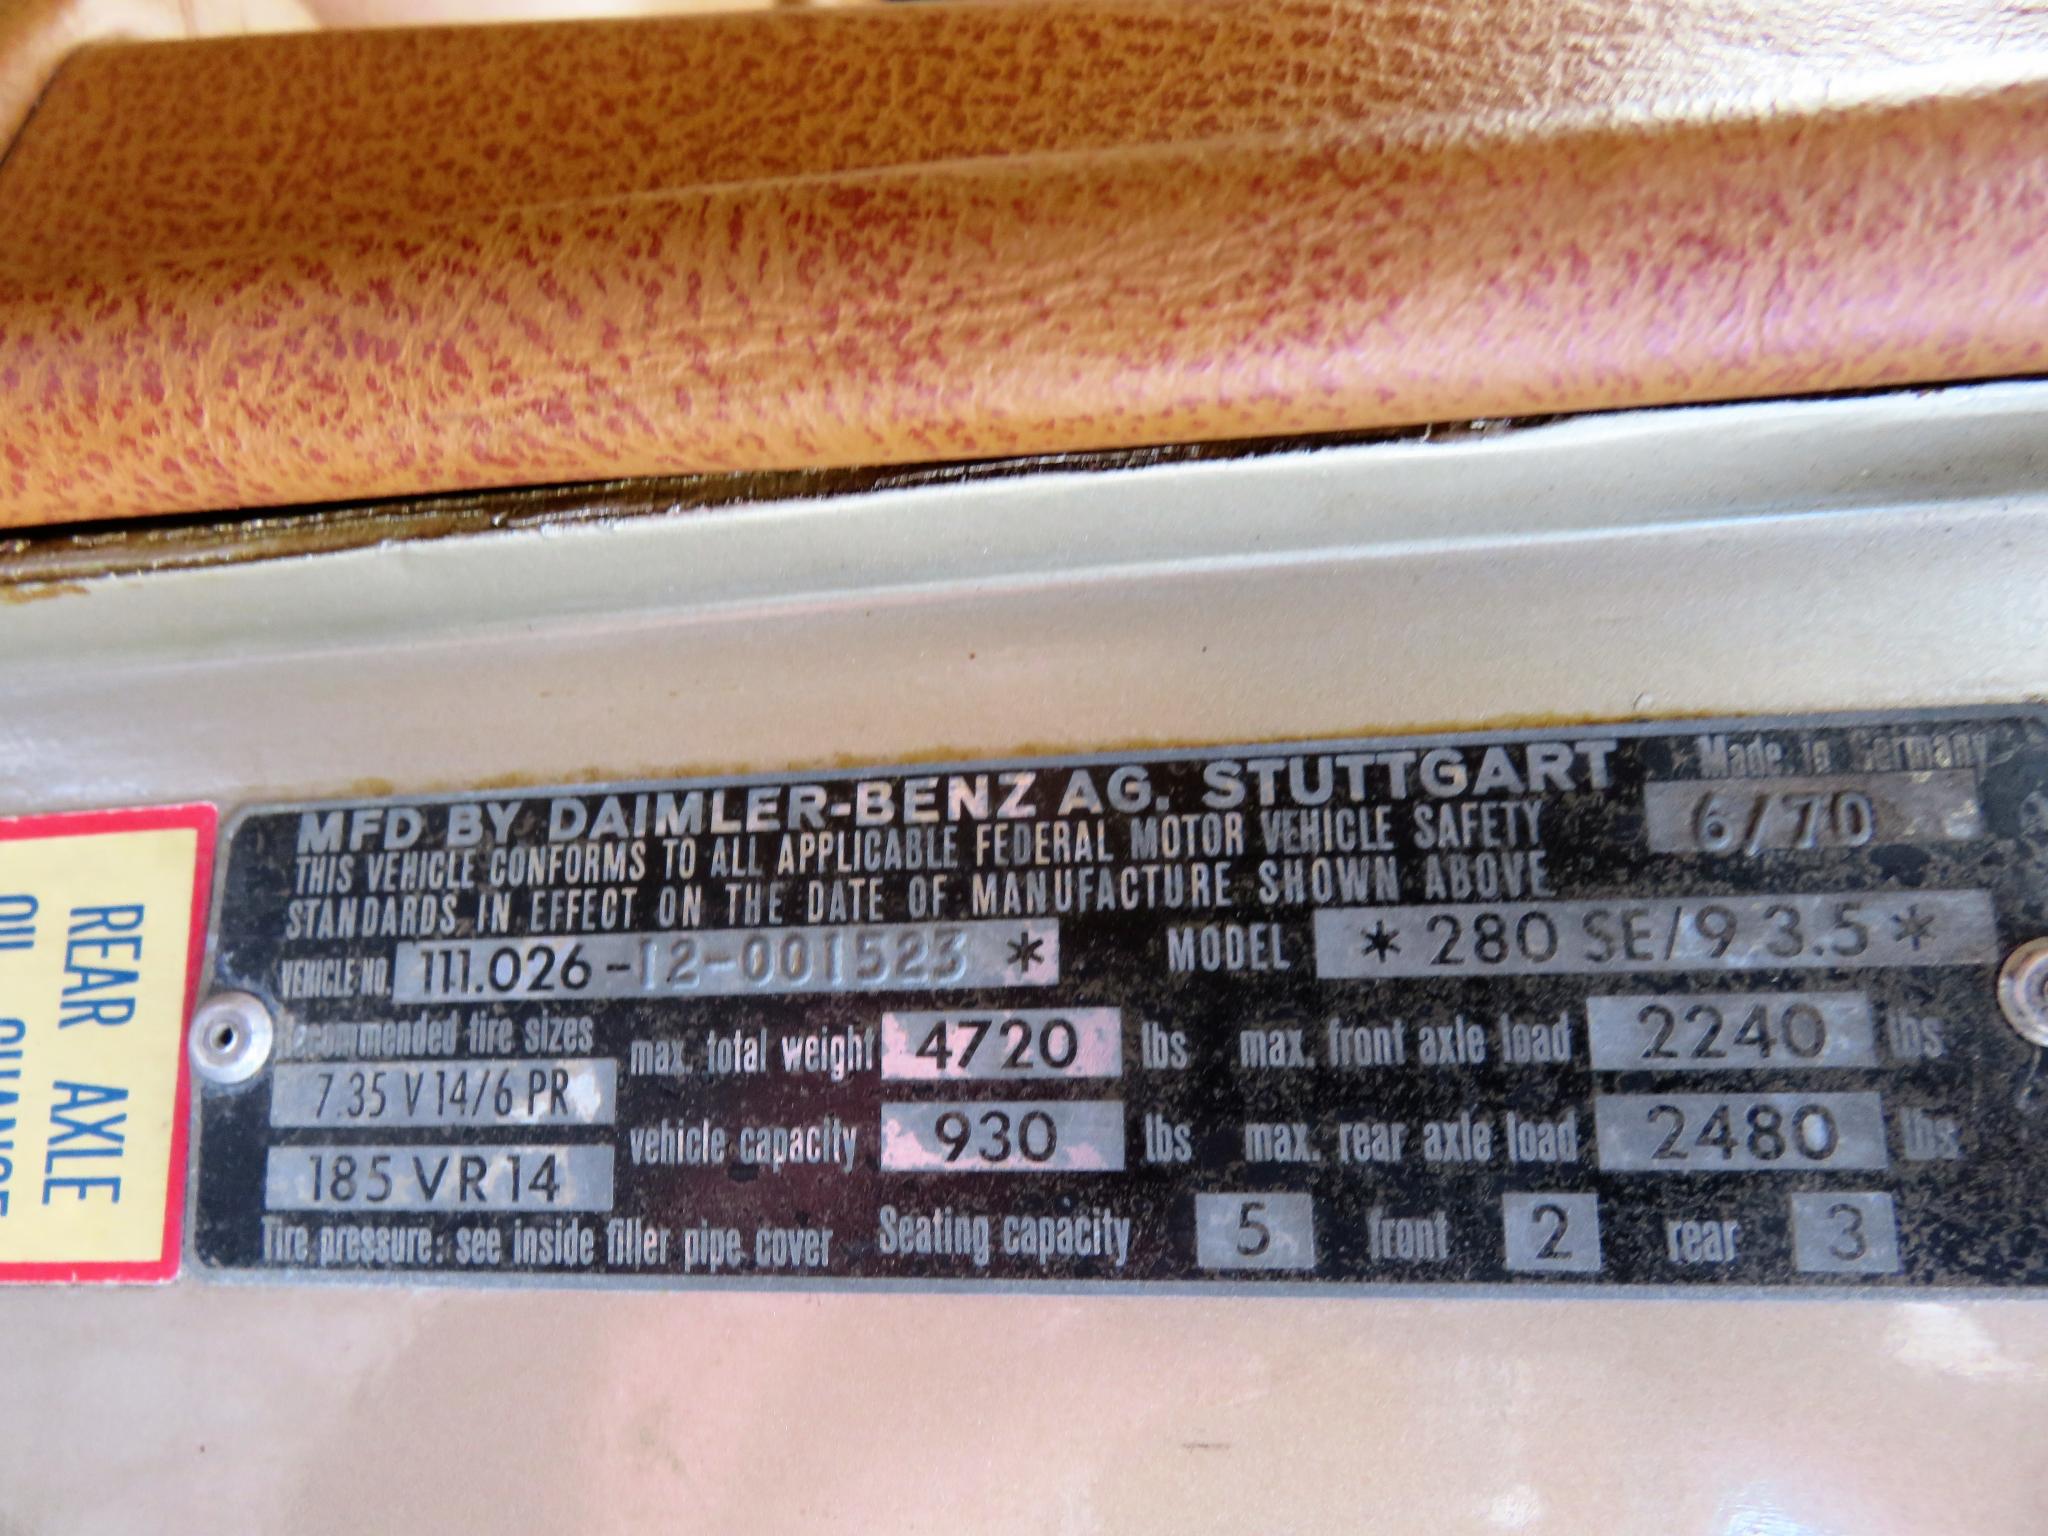 MFD BY DAIMLER-BENZ AG. STUTTGART
Made in Germany
6/70
THIS VEHICLE CONFORMS TO ALL APPLICABLE FEDERAL MOTOR VEHICLE SAFETY
STANDARDS IN EFFECT ON THE DATE OF MANUFACTURE SHOWN ABOVE
VEHICLE NO. 111.026-12-001523 * MODEL * 280 SE/9 3.5 *
recommended tire sizes
max. total weight 4720 lbs max. front axle load 2240 lbs
7.35 V 14/6 PR
vehicle capacity 930 lbs max. rear axle load 2480 lbs
185 VR 14
Tire pressure: see inside filler pipe cover Seating capacity 5 front 2 rear 3
REAR AXLE
OIL CHANGE